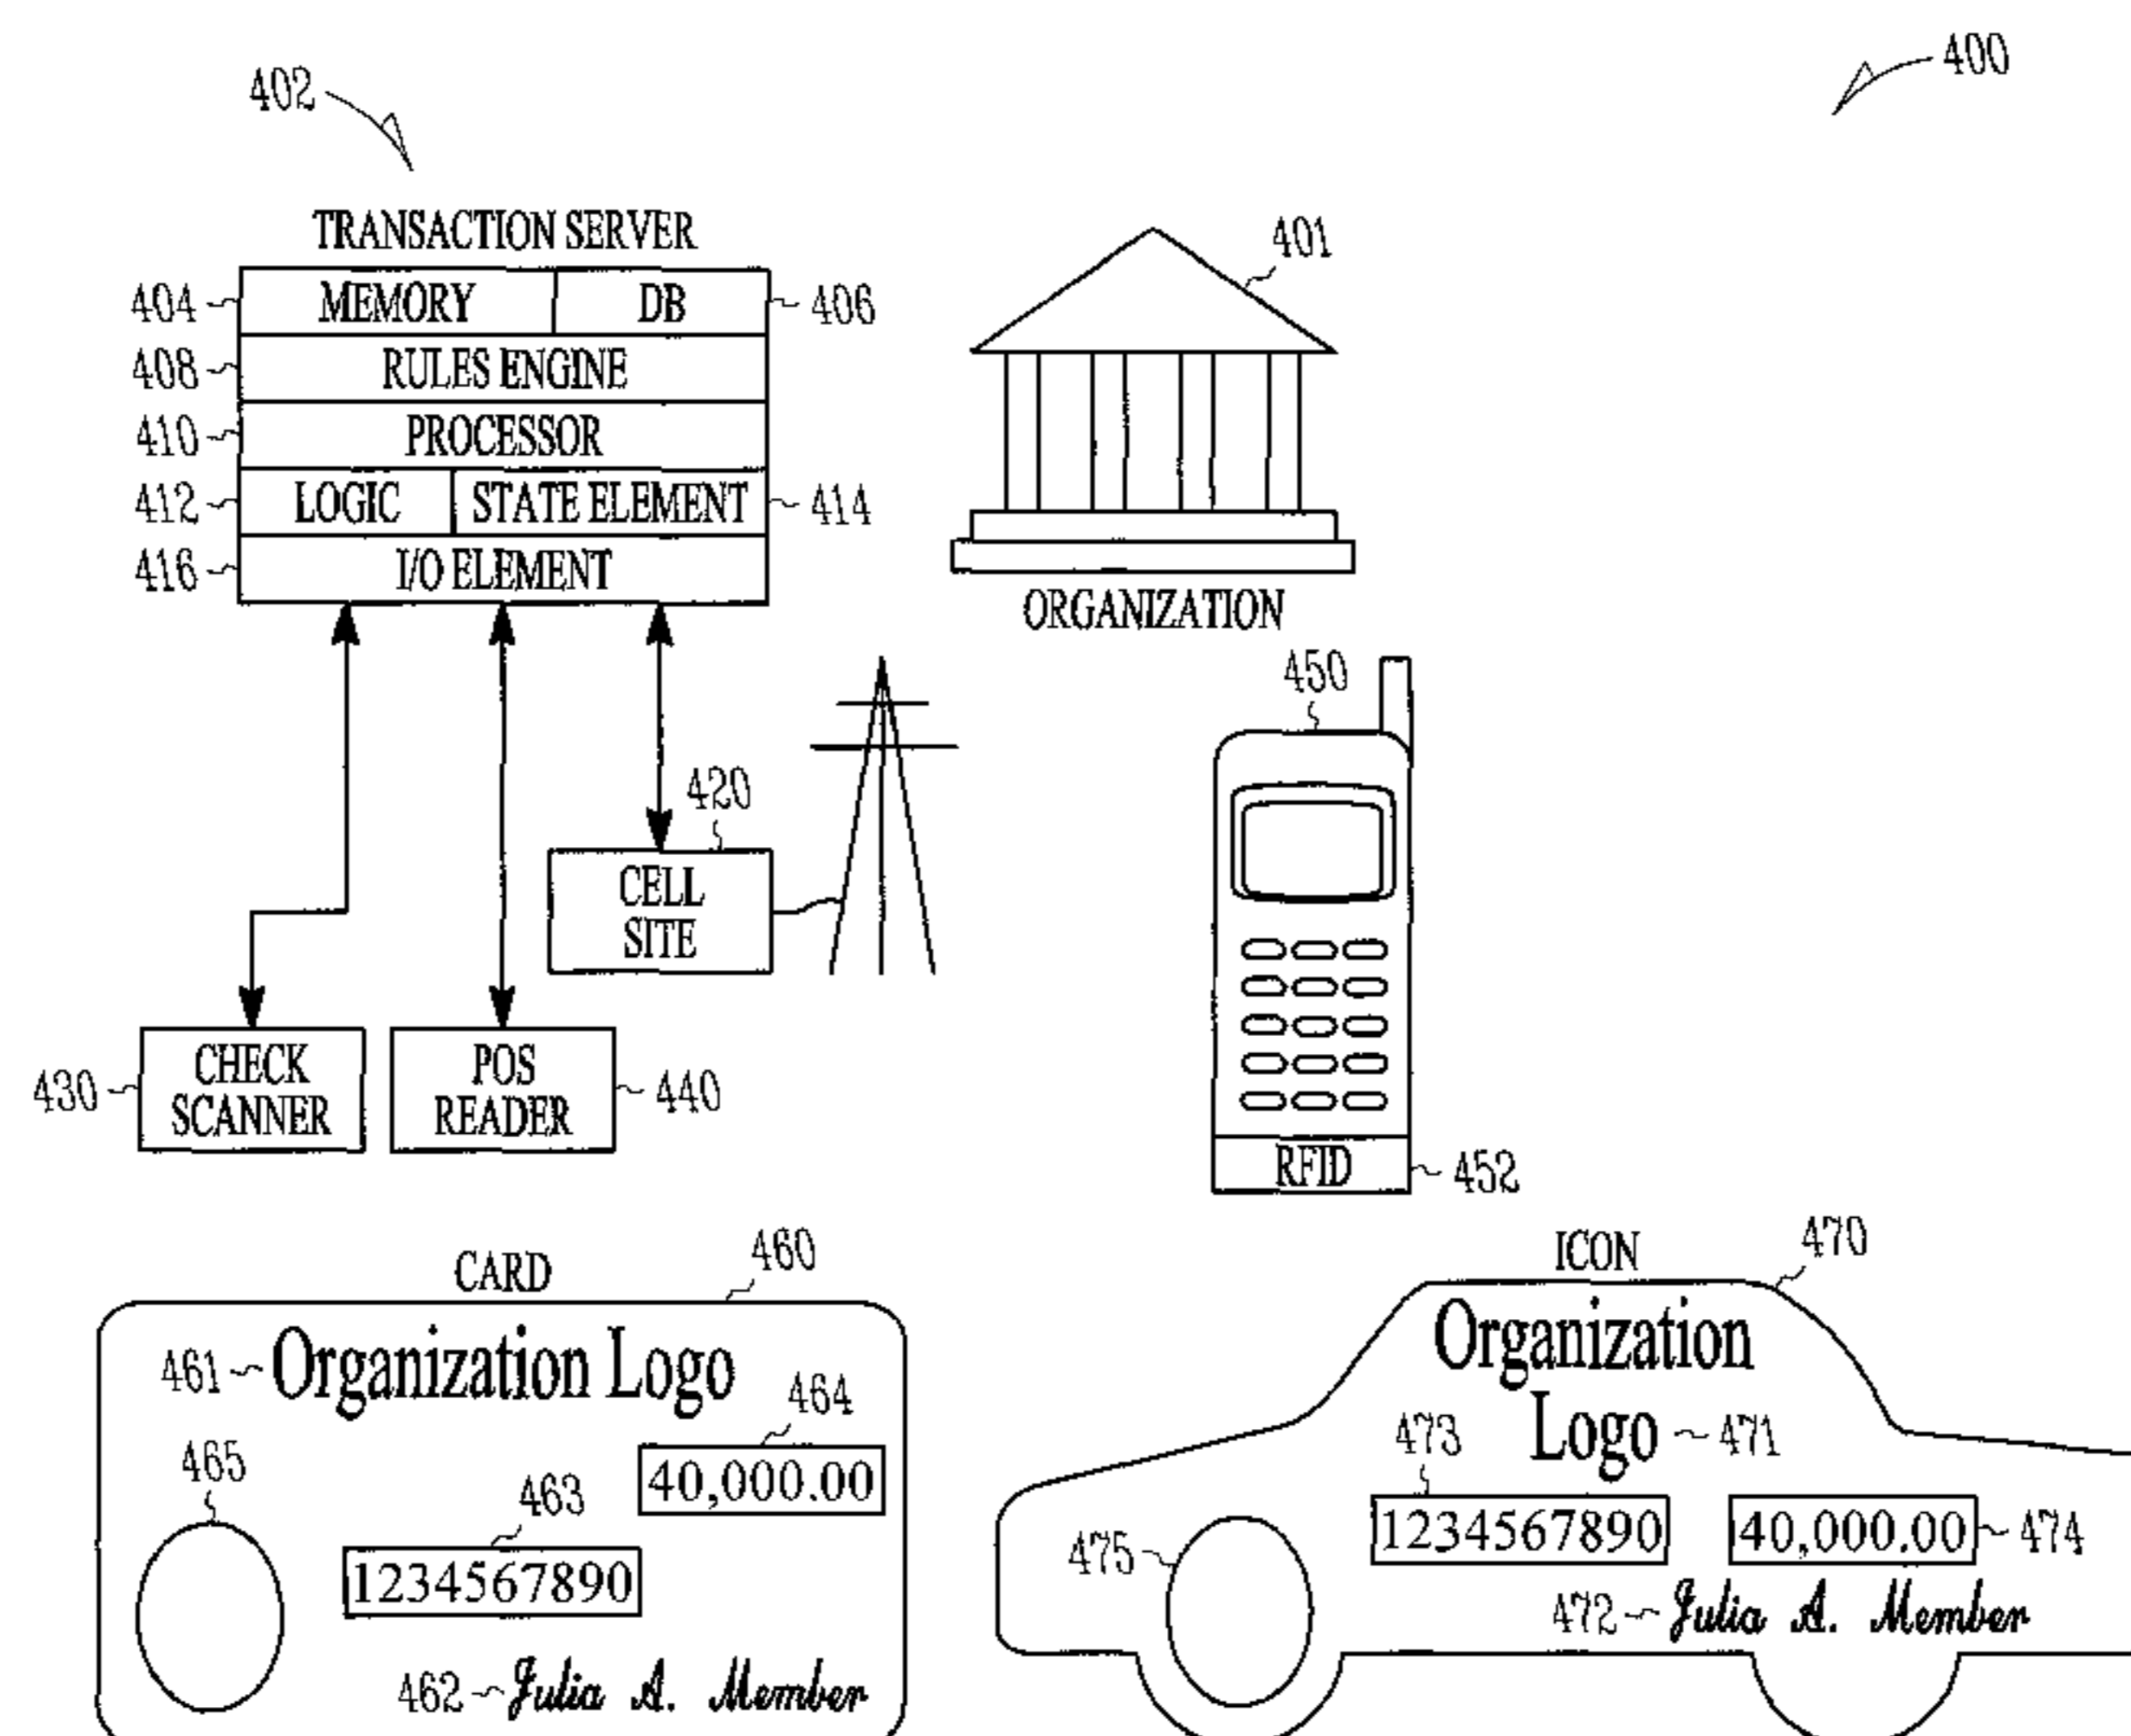 402
400
TRANSACTION SERVER
401
404 MEMORY DB 406
408 RULES ENGINE
410 PROCESSOR
412 LOGIC STATE ELEMENT 414
416 I/O ELEMENT
ORGANIZATION
450
420
CELL
SITE
430 CHECK
SCANNER
POS
READER 440
RFID 452
CARD 460
461 Organization Logo
464
40,000.00
465
463
1234567890
462 Julia A. Member
ICON 470
Organization
Logo 471
473
1234567890
40,000.00 474
475
472 Julia A. Member